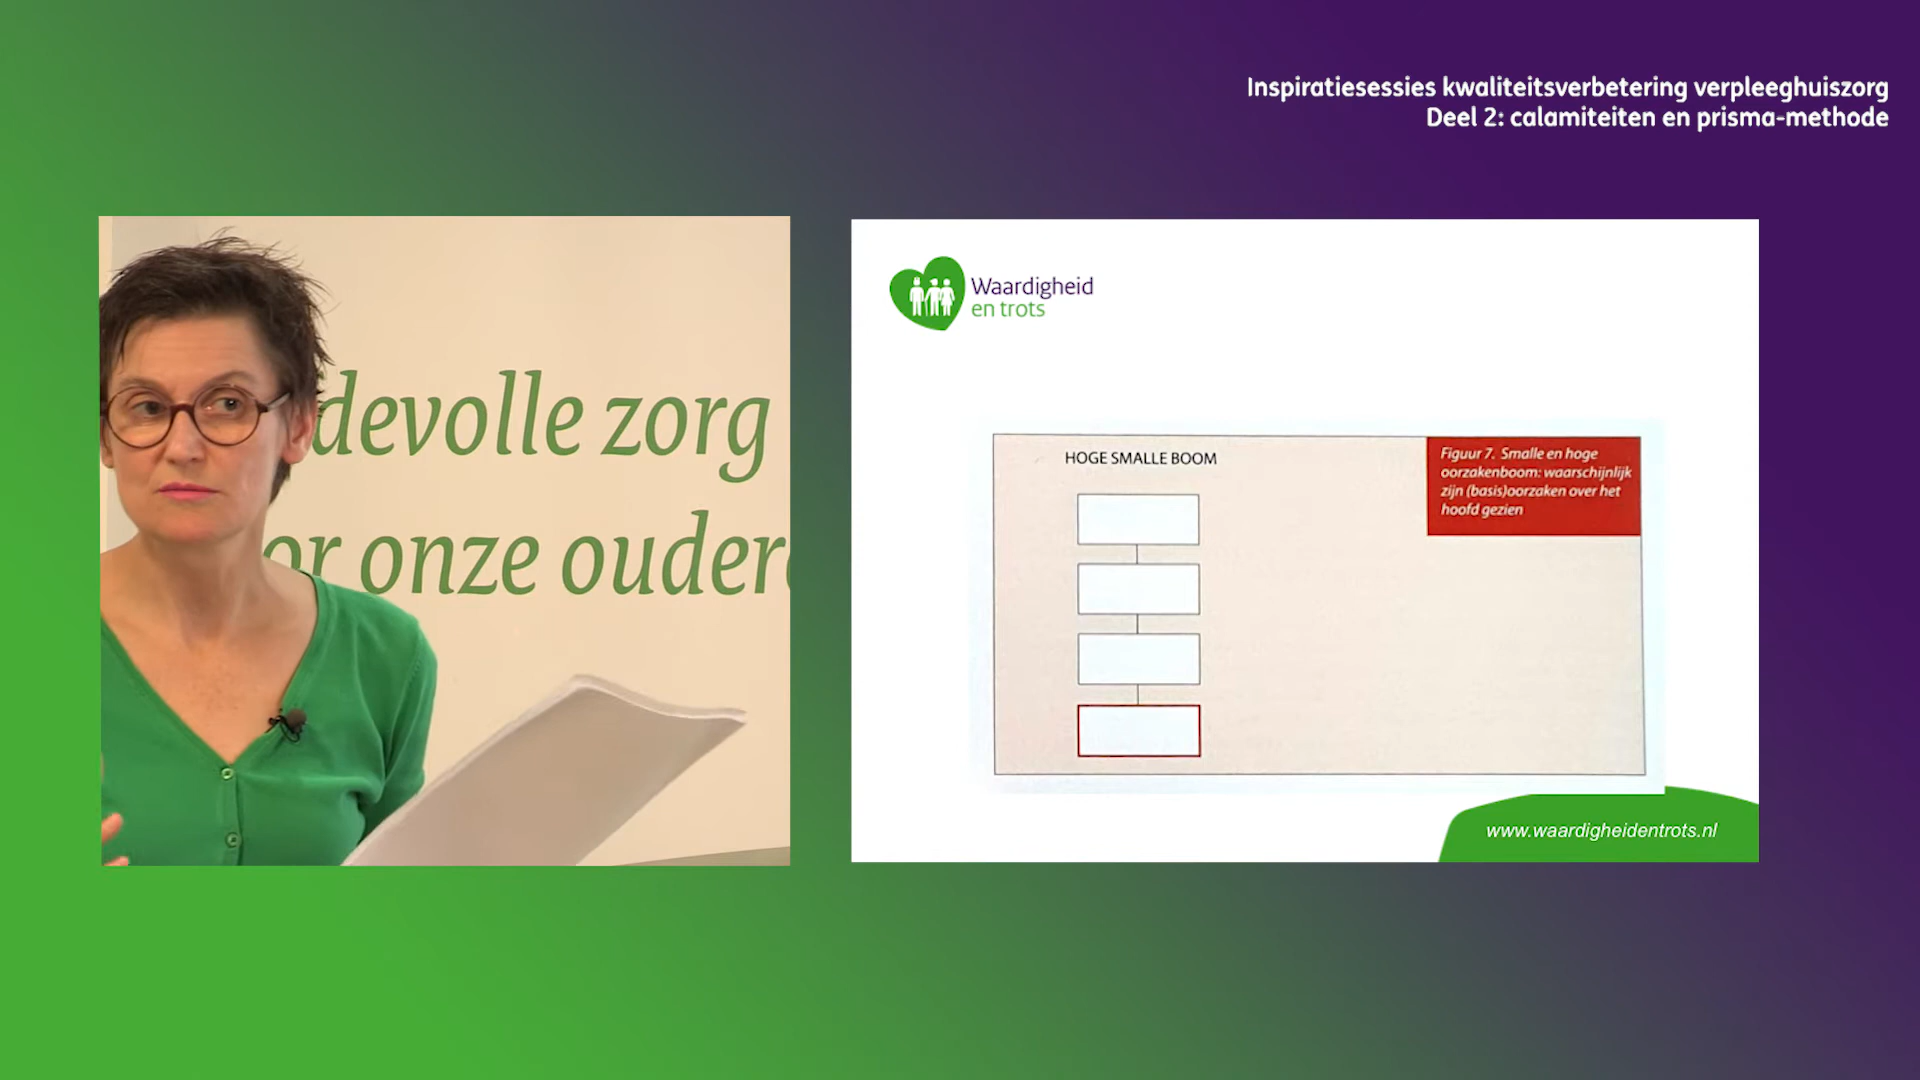 Inspiratiesessies kwaliteitsverbetering verpleeghuiszorg
Deel 2: calamiteiten en prisma-methode
devolle zorg
or onze ouder
Waardigheid
en trots
HOGE SMALLE BOOM
Figuur 7. Smalle en hoge
oorzakenboom: waarschijnlijk
zijn (basis)oorzaken over het
hoofd gezien
www.waardigheidentrots.nl